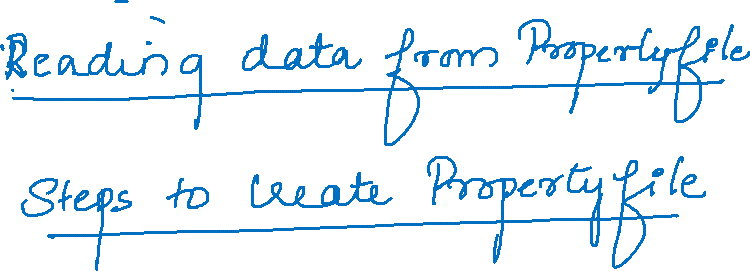 Reading data from Propertyfile
Steps to create Propertyfile